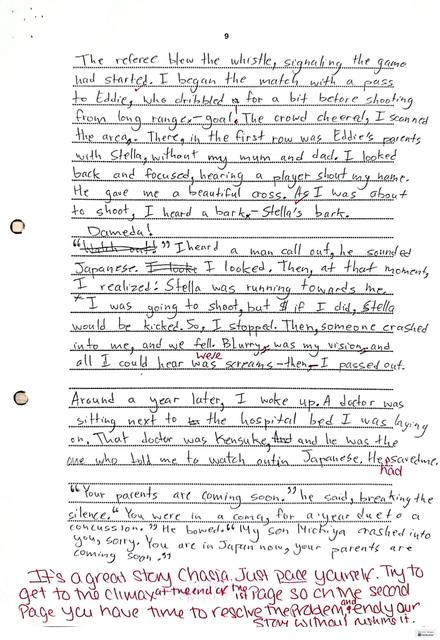 9
The referee blew the whistle, signaling the game
had started. I began the match with a pass
to Eddie, who dribbled for a bit before shooting
from long range – goal! The crowd cheered, I scanned
the area. There, in the first row was Eddie's parents
with Stella, without my mum and dad. I looked
back and focused, hearing a player shout my name.
He gave me a beautiful cross. As I was about
to shoot, I heard a bark – Stella's bark.
Dameda!
"Watch out!" I heard a man call out, he sounded
Japanese. I looke I looked. Then, at that moment,
I realized: Stella was running towards me.
I was going to shoot, but if I did, Stella
would be kicked. So, I stopped. Then, someone crashed
into me, and we fell. Blurry was my vision, and
were
all I could hear was screams – then – I passed out.
Around a year later, I woke up. A doctor was
sitting next to the hospital bed I was laying
on. That doctor was Kensuke, and he was the
one who told me to watch out in Japanese. He saved me.
had
"Your parents are coming soon." he said, breaking the
silence. "You were in a coma, for a year due to a
concussion." He bowed. "My son Michiya crashed into
you, sorry. You are in Japan now, your parents are
coming soon."
It's a great story Chasia. Just pace yourself. Try to
get to the climax at the end of the 1st Page so on the second
Page you have time to resolve the Problem, and end your
story without rushing it.